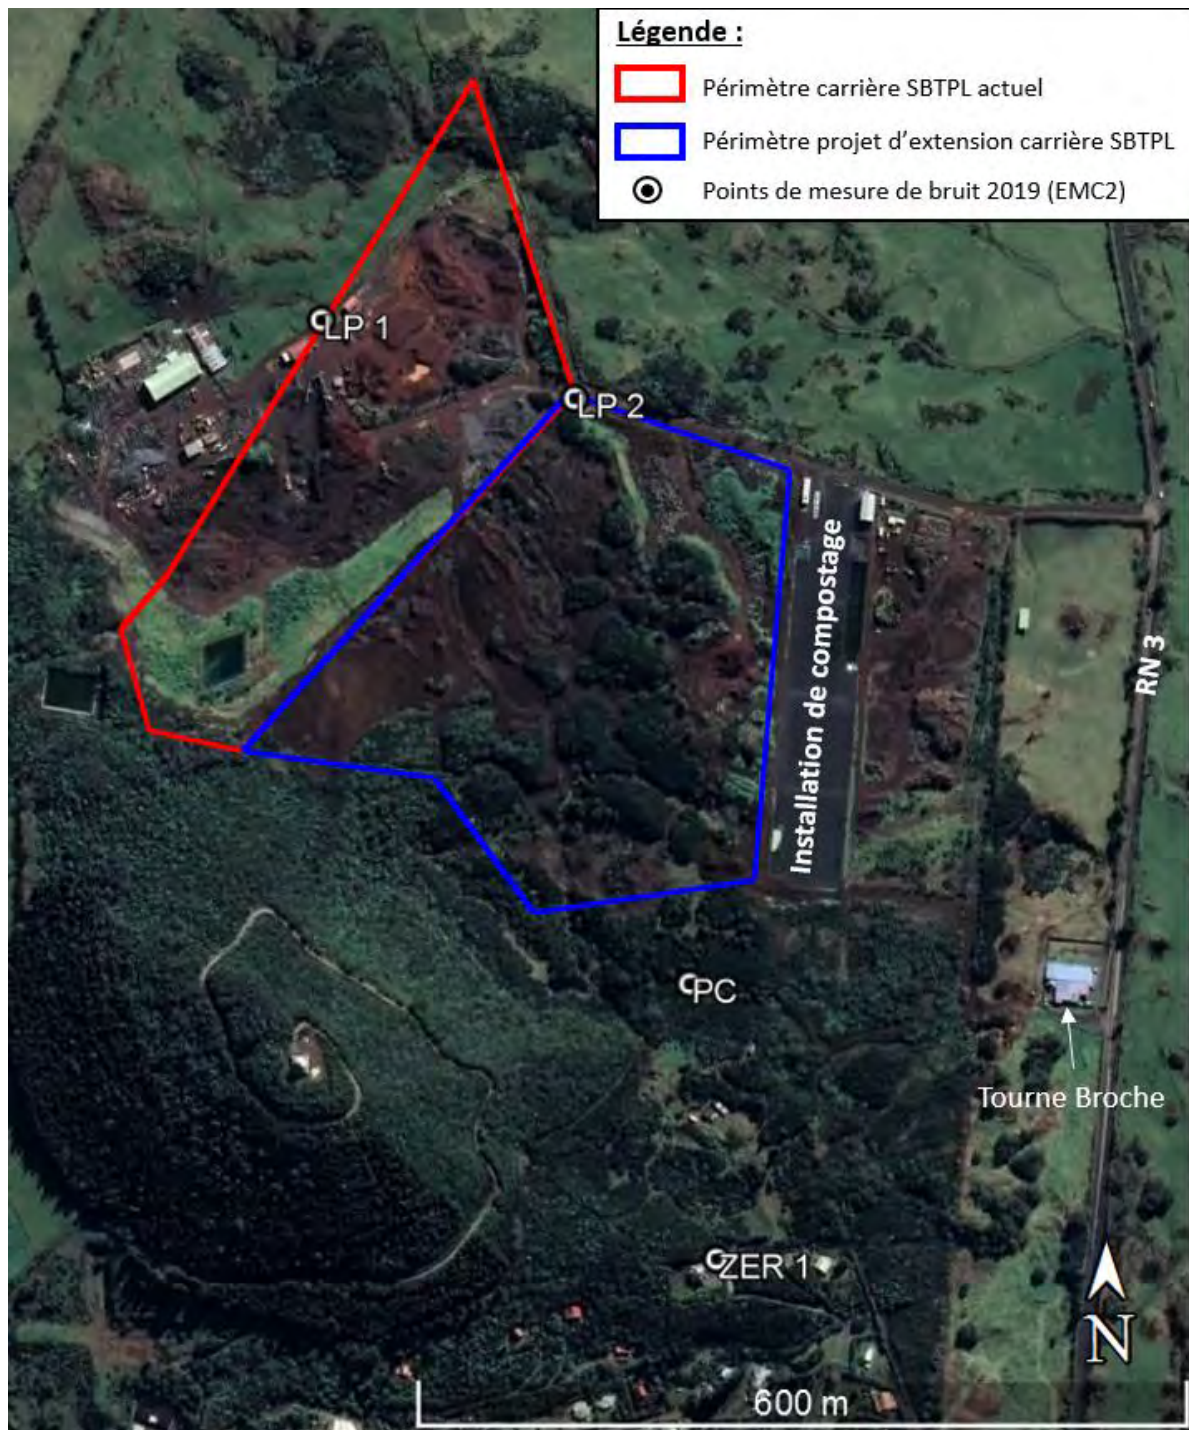 Légende :
Périmètre carrière SBTPL actuel
Périmètre projet d'extension carrière SBTPL
Points de mesure de bruit 2019 (EMC2)
LP 1
LP 2
Installation de compostage
RN 3
PC
Tourne Broche
ZER 1
N
600 m